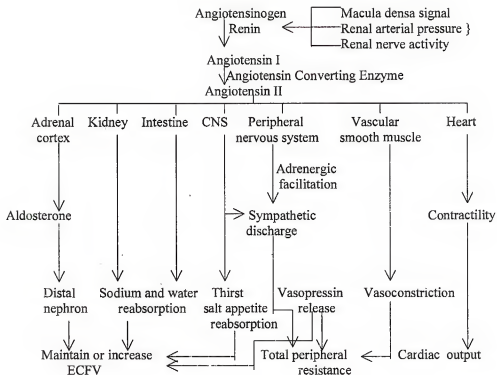 Angiotensinogen
Renin
Macula densa signal
Renal arterial pressure }
Renal nerve activity
Angiotensin I
Angiotensin Converting Enzyme
Angiotensin II
Adrenal cortex
Kidney
Intestine
CNS
Peripheral nervous system
Vascular smooth muscle
Heart
Adrenergic facilitation
Aldosterone
Sympathetic discharge
Contractility
Distal nephron
Sodium and water reabsorption
Thirst salt appetite reabsorption
Vasopressin release
Vasoconstriction
Maintain or increase ECFV
Total peripheral resistance
Cardiac output